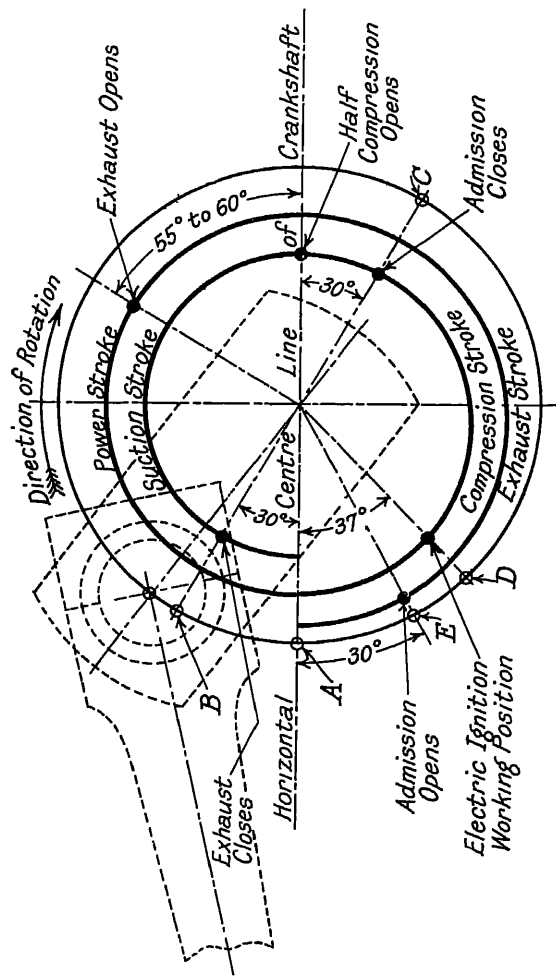 Direction of Rotation
Exhaust Opens
55° to 60°
Power Stroke
Suction Stroke
B
Exhaust
Closes
30°
30°
Horizontal
Centre
Line
of
Crankshaft
A
Half
Compression
Opens
30°
37°
E
D
C
Admission
Opens
Electric Ignition
Working Position
Compression Stroke
Exhaust Stroke
Admission
Closes